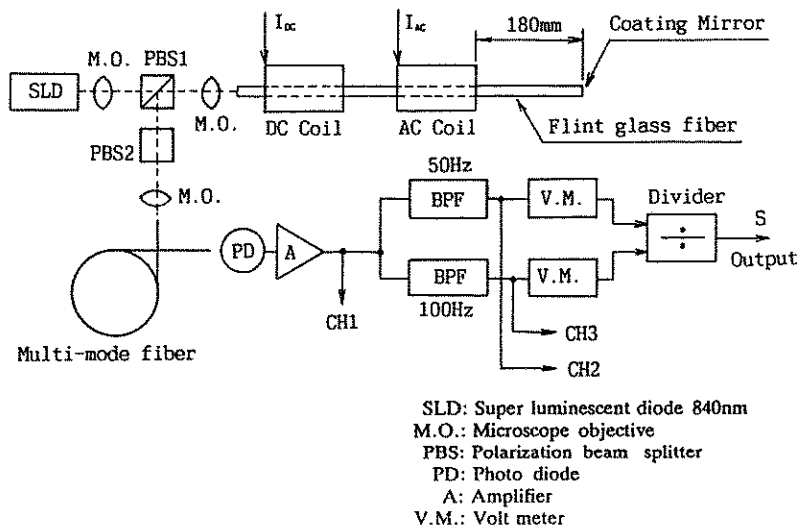 I_DC
I_AC
180mm
Coating Mirror
M.O.
PBS1
SLD
M.O.
DC Coil
AC Coil
Flint glass fiber
PBS2
M.O.
50Hz
BPF
V.M.
Divider
PD
A
÷
S
Output
BPF
V.M.
100Hz
CH1
CH3
CH2
Multi-mode fiber
SLD: Super luminescent diode 840nm
M.O.: Microscope objective
PBS: Polarization beam splitter
PD: Photo diode
A: Amplifier
V.M.: Volt meter